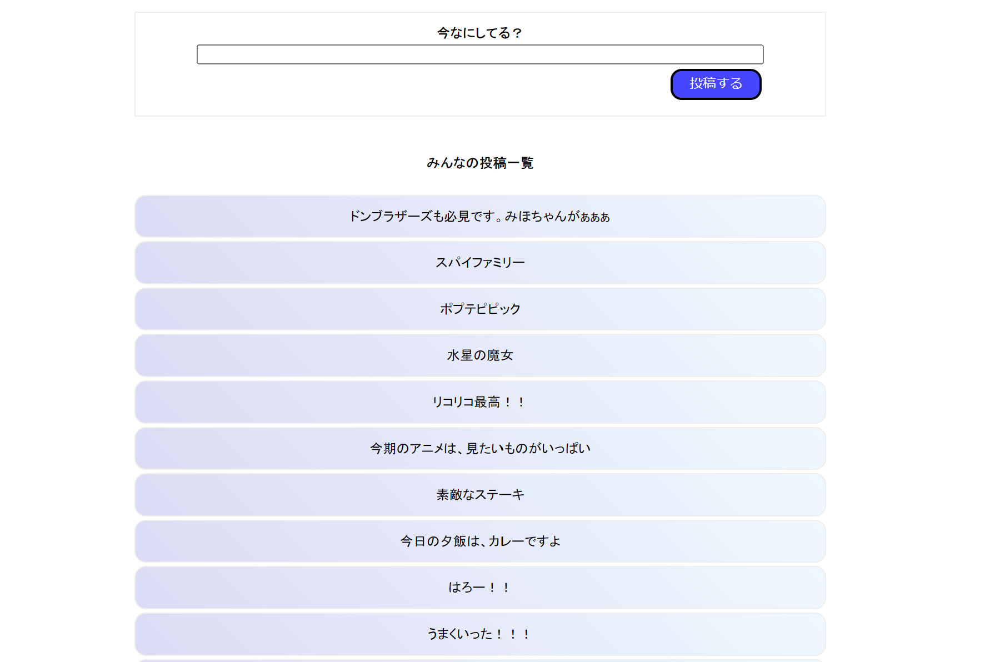 今なにしてる？
投稿する
みんなの投稿一覧
ドンブラザーズも必見です。みほちゃんがぁぁぁ
スパイファミリー
ポプテピピック
水星の魔女
リコリコ最高！！
今期のアニメは、見たいものがいっぱい
素敵なステーキ
今日の夕飯は、カレーですよ
はろー！！
うまくいった！！！